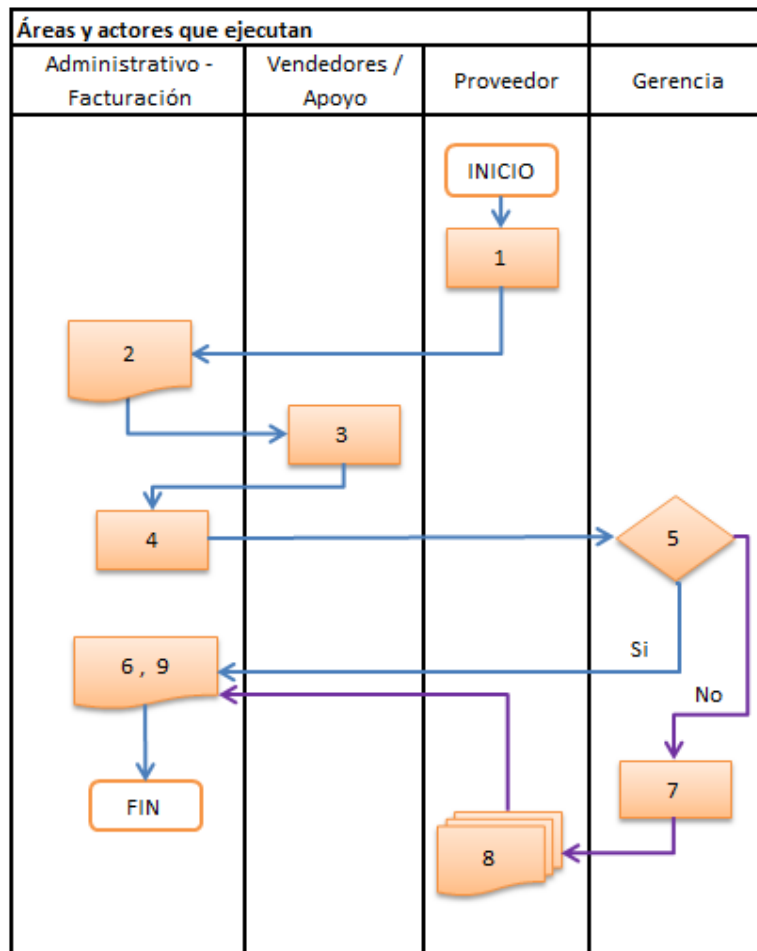 Áreas y actores que ejecutan
Administrativo -
Facturación
Vendedores /
Apoyo
Proveedor
Gerencia
INICIO
1
2
3
4
5
Si
6 , 9
No
7
FIN
8